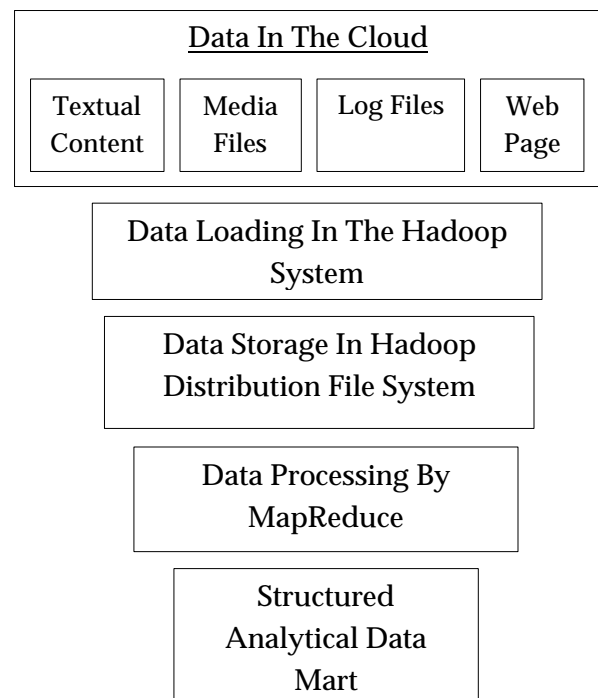 Data In The Cloud
Textual
Content
Media
Files
Log Files
Web
Page
Data Loading In The Hadoop
System
Data Storage In Hadoop
Distribution File System
Data Processing By
MapReduce
Structured
Analytical Data
Mart